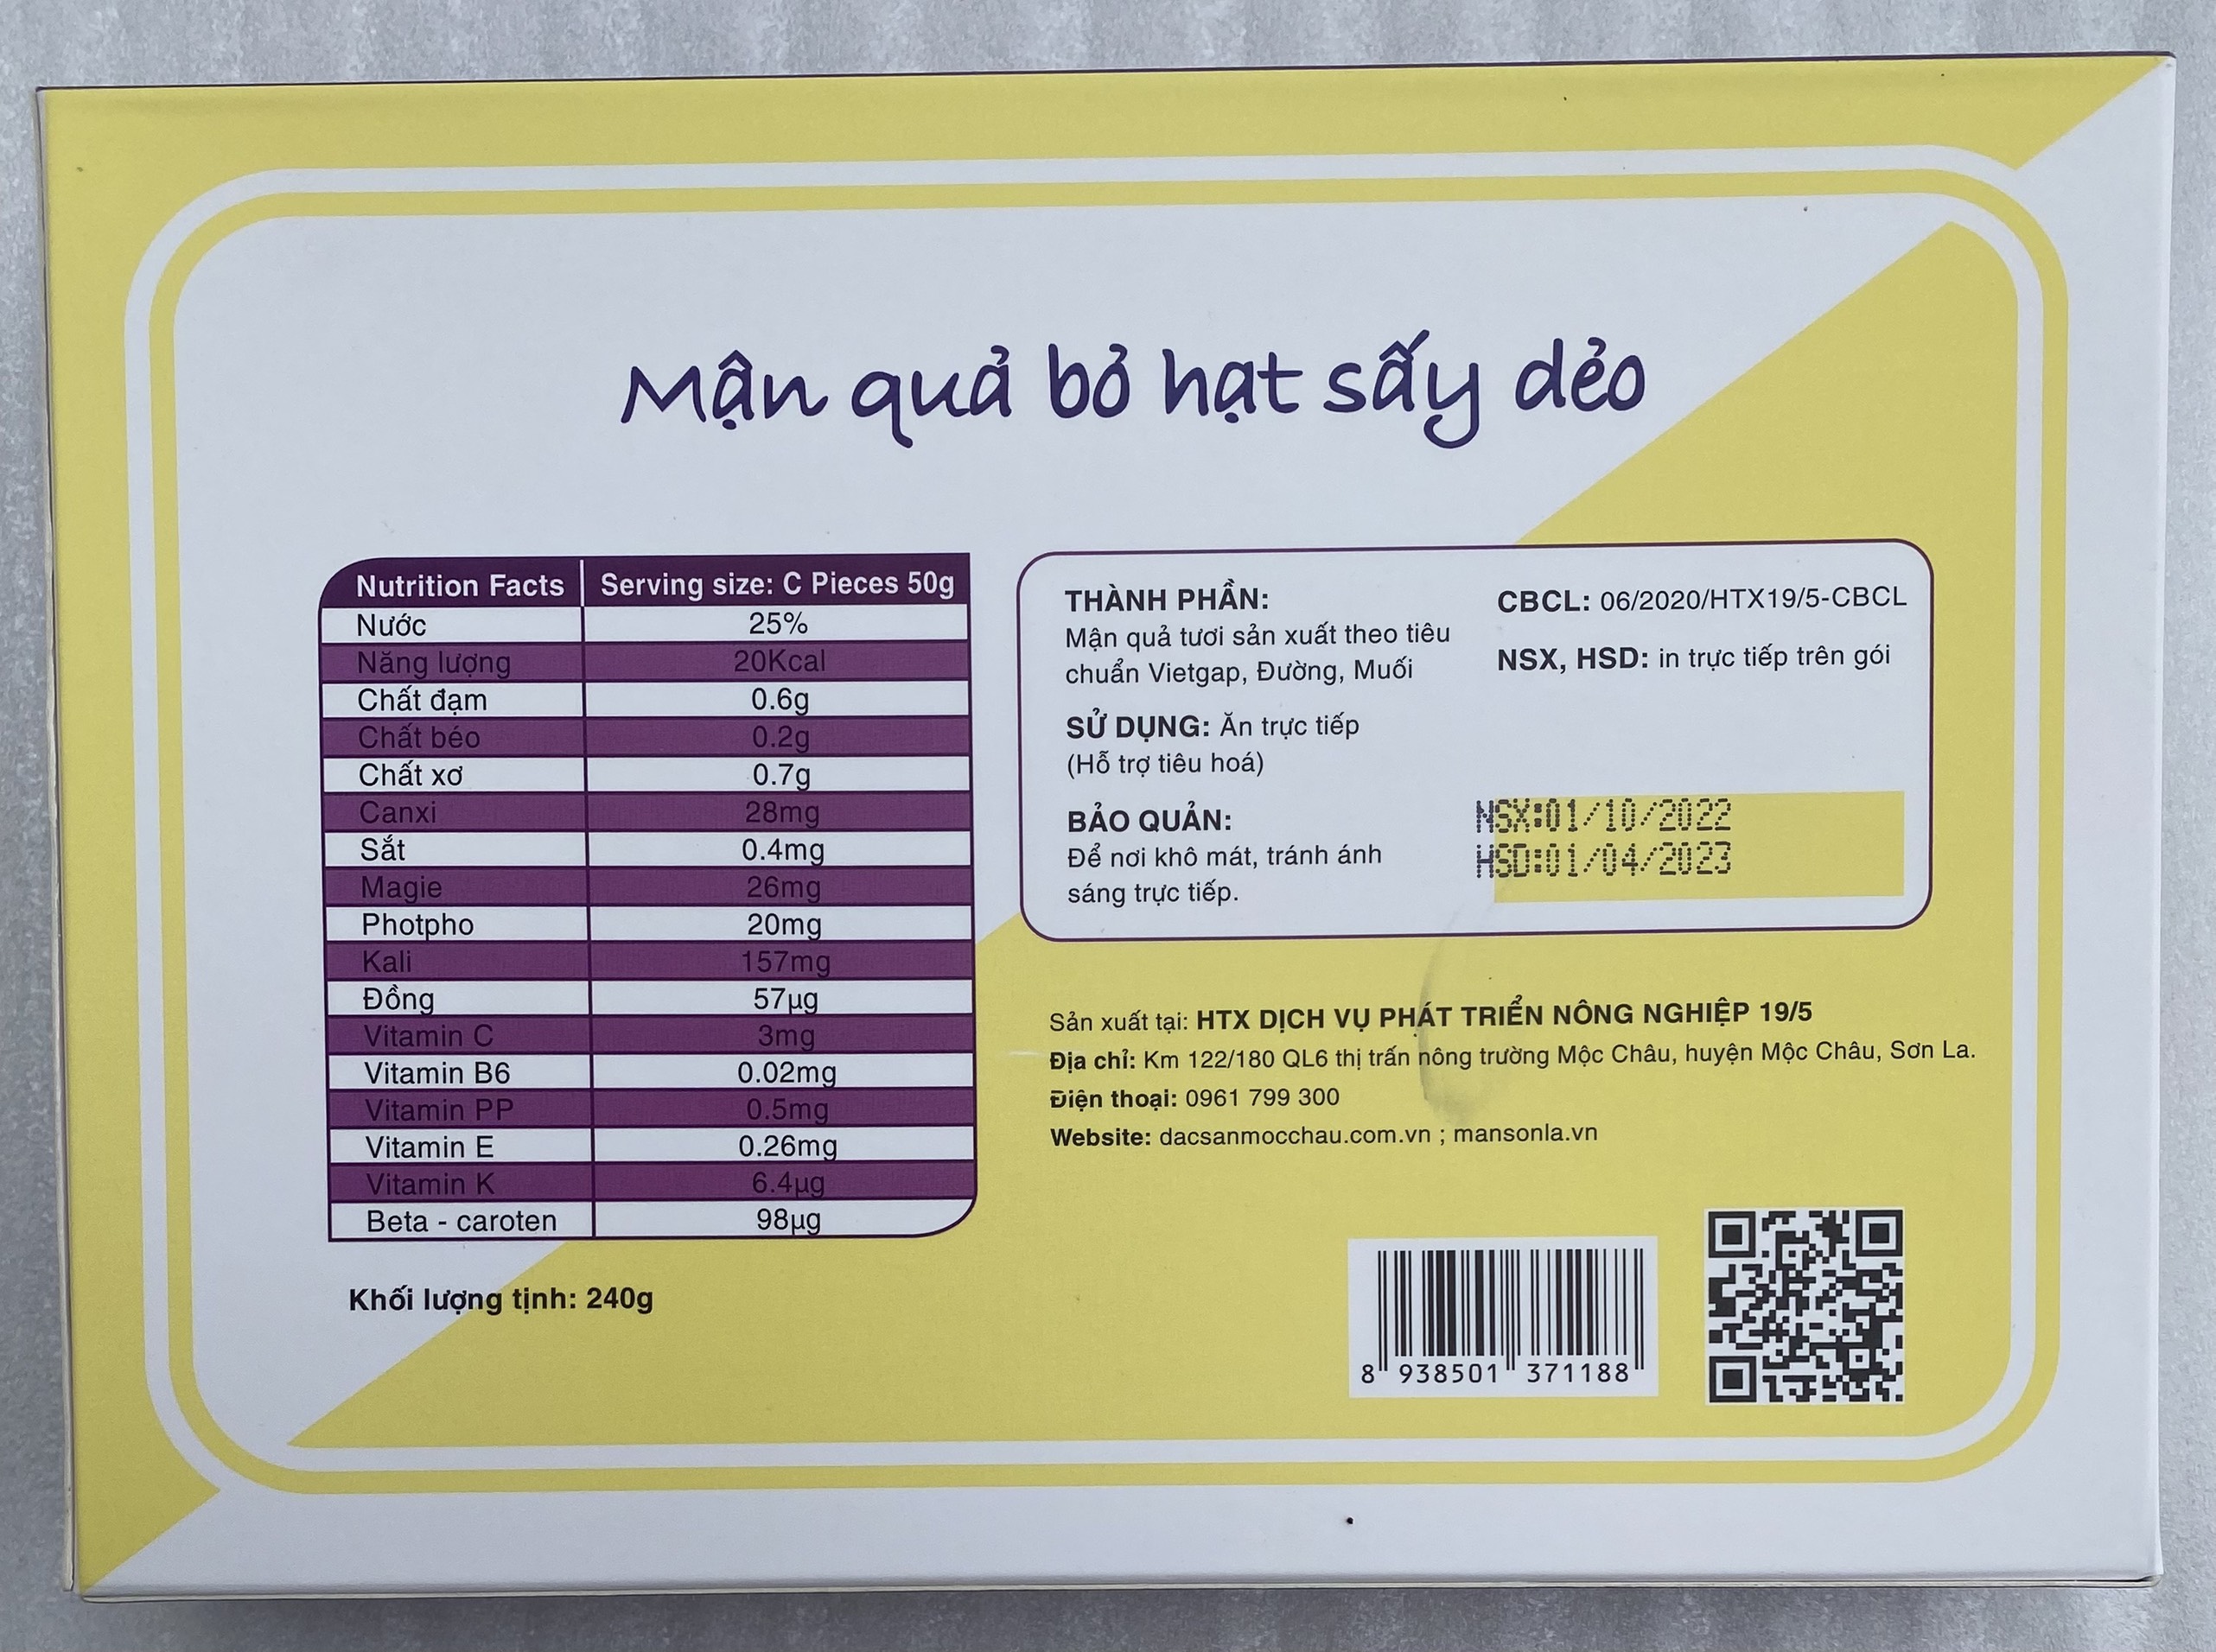 Mận quả bỏ hạt sấy dẻo
Nutrition Facts Serving size: C Pieces 50g
Nước 25%
Năng lượng 20Kcal
Chất đạm 0.6g
Chất béo 0.2g
Chất xơ 0.7g
Canxi 28mg
Sắt 0.4mg
Magie 26mg
Photpho 20mg
Kali 157mg
Đồng 57µg
Vitamin C 3mg
Vitamin B6 0.02mg
Vitamin PP 0.5mg
Vitamin E 0.26mg
Vitamin K 6.4µg
Beta - caroten 98µg
Khối lượng tịnh: 240g
THÀNH PHẦN:
Mận quả tươi sản xuất theo tiêu
chuẩn Vietgap, Đường, Muối
SỬ DỤNG: Ăn trực tiếp
(Hỗ trợ tiêu hoá)
BẢO QUẢN:
Để nơi khô mát, tránh ánh
sáng trực tiếp.
CBCL: 06/2020/HTX19/5-CBCL
NSX, HSD: in trực tiếp trên gói
NSX:01/10/2022
HSD:01/04/2023
Sản xuất tại: HTX DỊCH VỤ PHÁT TRIỂN NÔNG NGHIỆP 19/5
Địa chỉ: Km 122/180 QL6 thị trấn nông trường Mộc Châu, huyện Mộc Châu, Sơn La.
Điện thoại: 0961 799 300
Website: dacsanmocchau.com.vn ; mansonla.vn
8 938501 371188